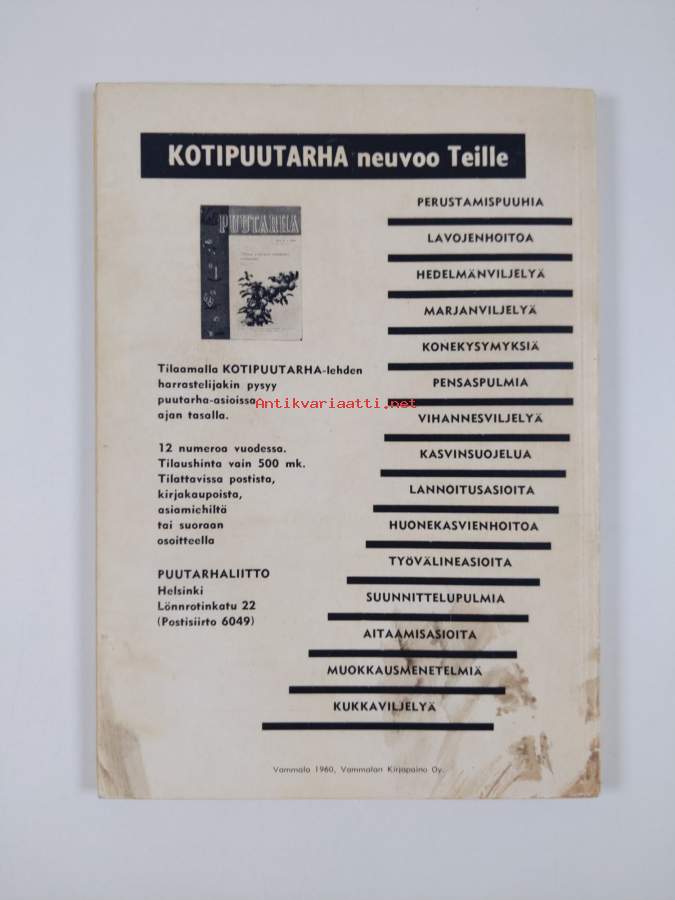 KOTIPUUTARHA neuvoo Teille
PUUTARHA
Tilaamalla KOTIPUUTARHA-lehden
harrastelijakin pysyy
puutarha-asioissa
ajan tasalla.
12 numeroa vuodessa.
Tilaushinta vain 500 mk.
Tilattavissa postista,
kirjakaupoista,
asiamiehiltä
tai suoraan
osoitteella
PUUTARHALIITTO
Helsinki
Lönnrotinkatu 22
(Postisiirto 6049)
PERUSTAMISPUUHIA
LAVOJENHOITOA
HEDELMÄNVILJELYÄ
MARJANVILJELYÄ
KONEKYSYMYKSIÄ
PENSASPULMIA
VIHANNESVILJELYÄ
KASVINSUOJELUA
LANNOITUSASIOITA
HUONEKASVIENHOITOA
TYÖVÄLINEASIOITA
SUUNNITTELUPULMIA
AITAAMISASIOITA
MUOKKAUSMENETELMIÄ
KUKKAVILJELYÄ
Vammala 1960, Vammalan Kirjapaino Oy.
Antikvariaatti.net